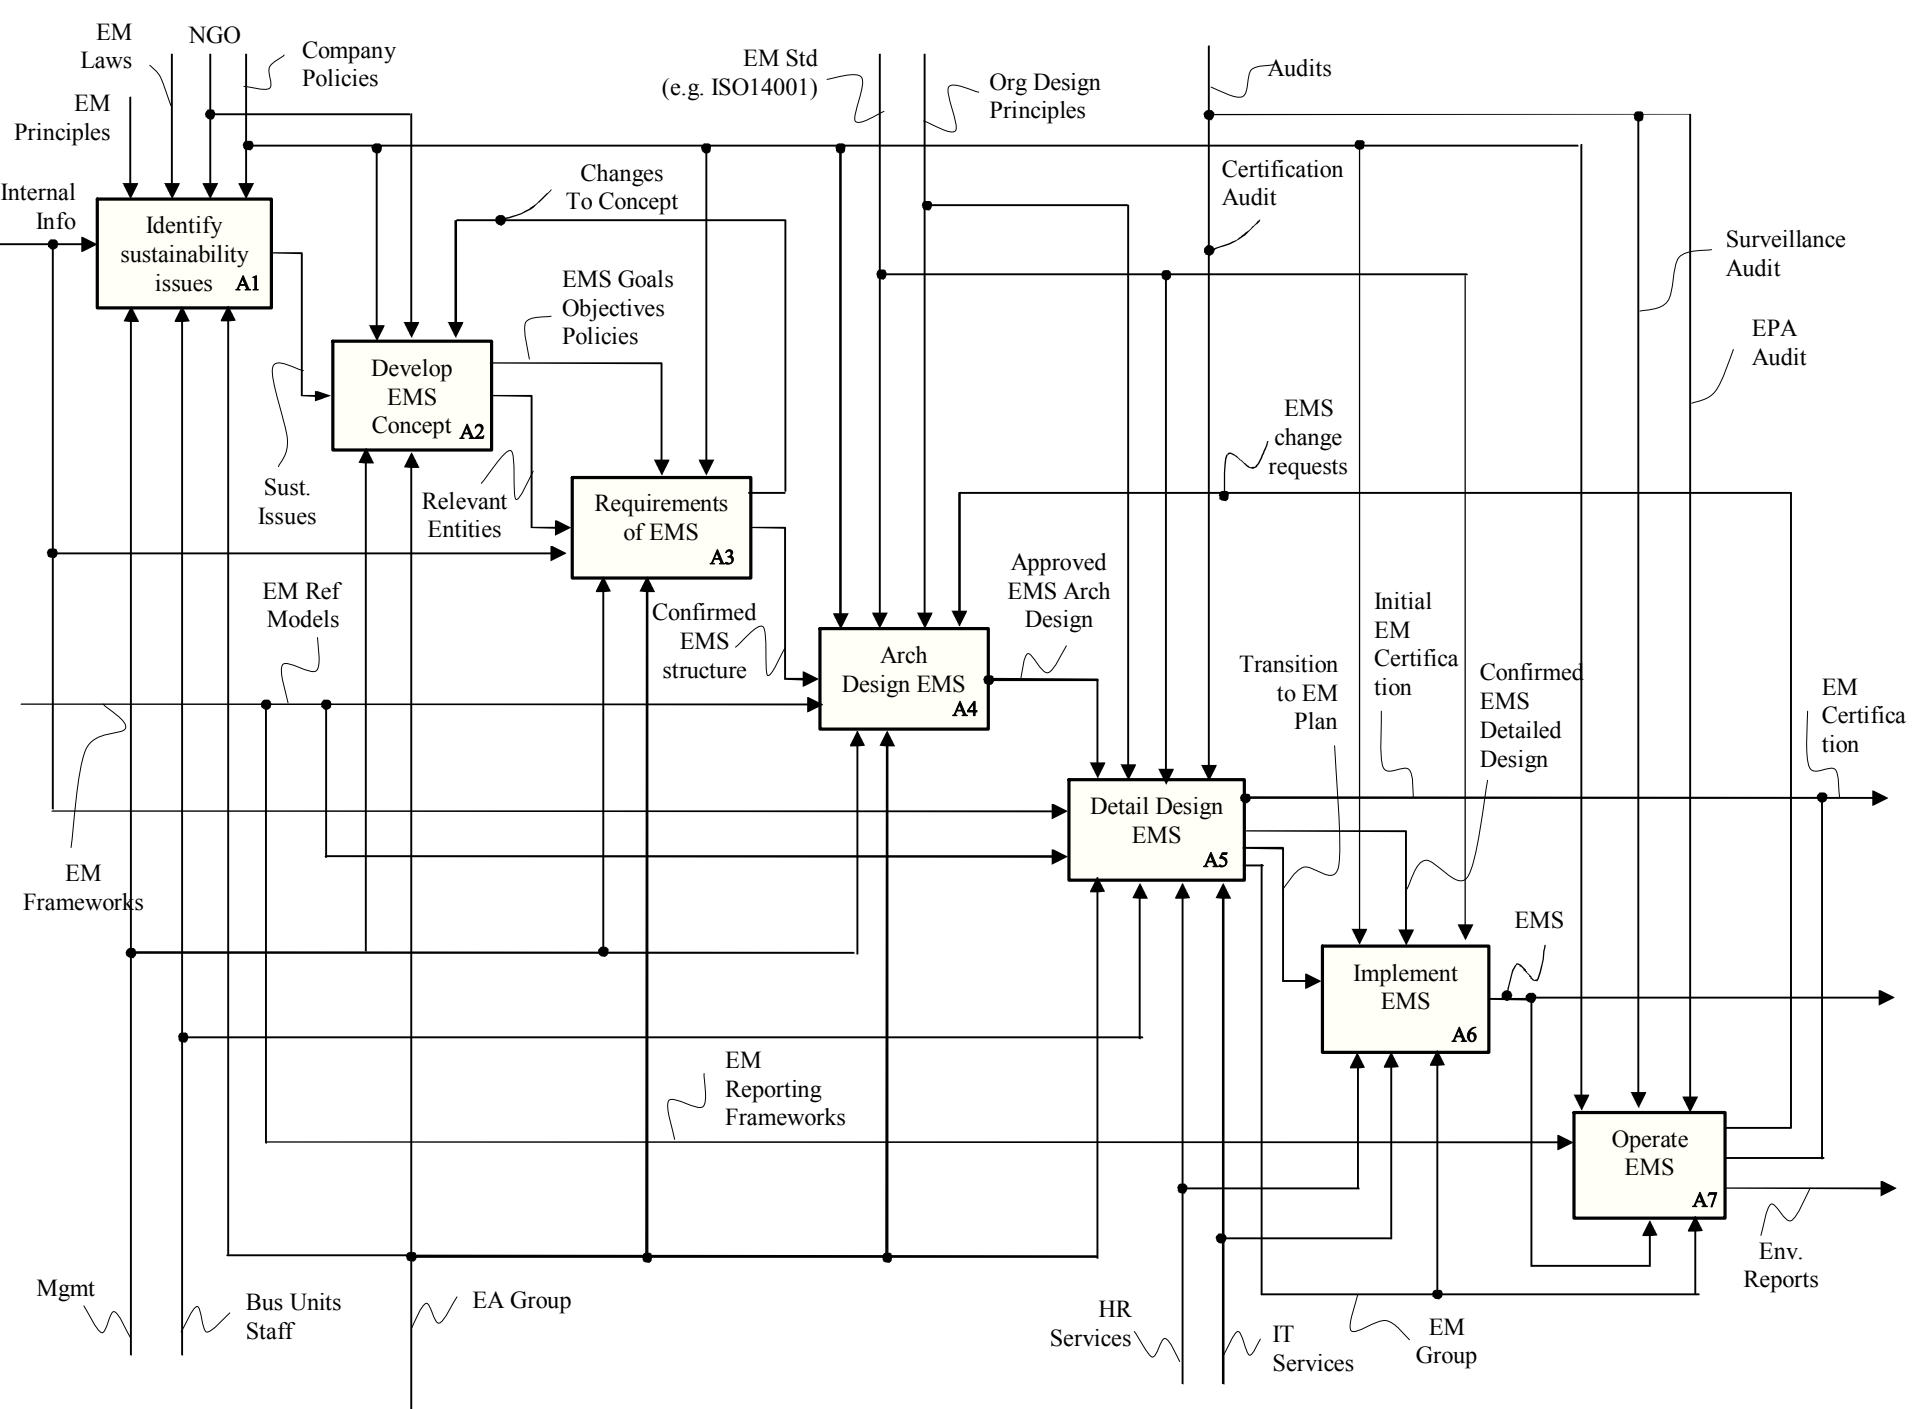 EM
Laws
NGO
Company
Policies
EM
Principles
Internal
Info
EM Std
(e.g. ISO14001)
Org Design
Principles
Audits
Changes
To Concept
Certification
Audit
Surveillance
Audit
EPA
Audit
Identify
sustainability
issues A1
EMS Goals
Objectives
Policies
Develop
EMS
Concept A2
EMS
change
requests
Sust.
Issues
Relevant
Entities
Requirements
of EMS
A3
EM Ref
Models
Confirmed
EMS
structure
Approved
EMS Arch
Design
Arch
Design EMS
A4
Initial
EM
Certifica
tion
Transition
to EM
Plan
Confirmed
EMS
Detailed
Design
EM
Certifica
tion
EM
Frameworks
Detail Design
EMS
A5
EMS
Implement
EMS
A6
EM
Reporting
Frameworks
Operate
EMS
A7
Env.
Reports
Mgmt
Bus Units
Staff
EA Group
HR
Services
IT
Services
EM
Group